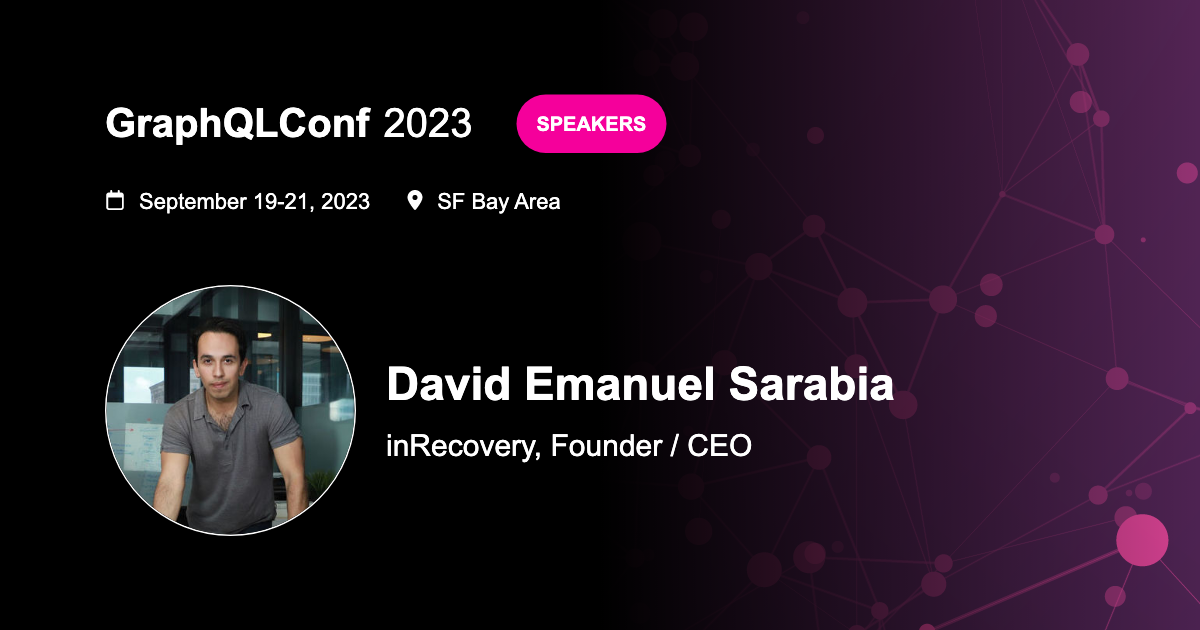 GraphQLConf 2023
SPEAKERS
September 19-21, 2023
SF Bay Area
David Emanuel Sarabia
inRecovery, Founder / CEO